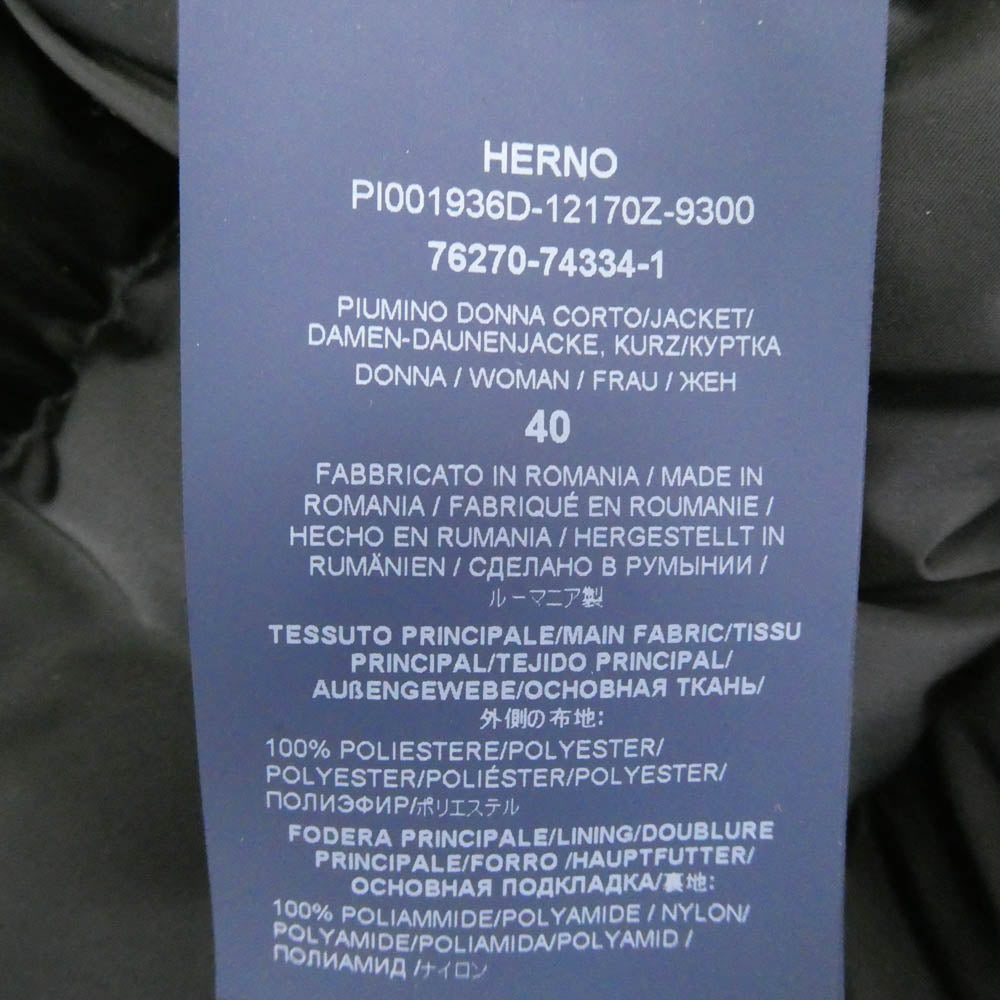 HERNO
PI001936D-12170Z-9300
76270-74334-1
PIUMINO DONNA CORTO/JACKET/
DAMEN-DAUNENJACKE, KURZ/КУРТКА
DONNA / WOMAN / FRAU / ЖЕН
40
FABBRICATO IN ROMANIA / MADE IN
ROMANIA / FABRIQUÉ EN ROUMANIE /
HECHO EN RUMANIA / HERGESTELLT IN
RUMÄNIEN / СДЕЛАНО В РУМЫНИИ /
ルーマニア製
TESSUTO PRINCIPALE/MAIN FABRIC/TISSU
PRINCIPAL/TEJIDO PRINCIPAL/
AUßENGEWEBE/ОСНОВНАЯ ТКАНЬ/
外側の布地:
100% POLIESTERE/POLYESTER/
POLYESTER/POLIÉSTER/POLYESTER/
ПОЛИЭФИР/ポリエステル
FODERA PRINCIPALE/LINING/DOUBLURE
PRINCIPALE/FORRO /HAUPTFUTTER/
ОСНОВНАЯ ПОДКЛАДКА/裏地:
100% POLIAMMIDE/POLYAMIDE / NYLON/
POLYAMIDE/POLIAMIDA/POLYAMID /
ПОЛИАМИД /ナイロン